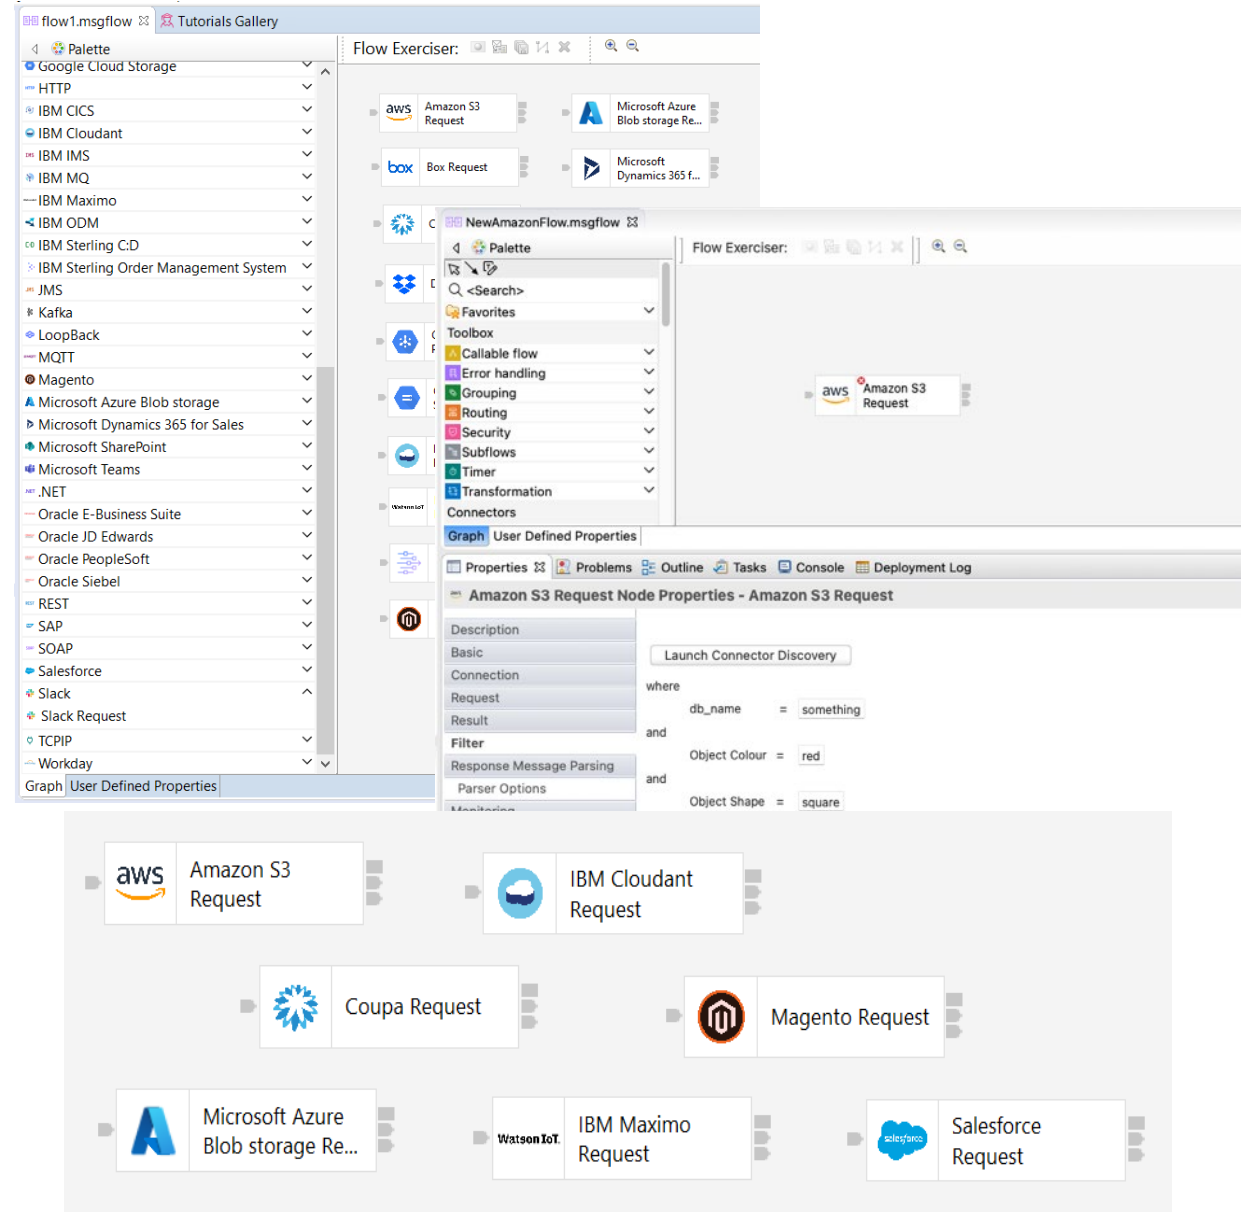 flow1.msgflow
Tutorials Gallery
Palette
Flow Exerciser:
Google Cloud Storage
HTTP
IBM CICS
IBM Cloudant
IBM IMS
IBM MQ
IBM Maximo
IBM ODM
IBM Sterling C:D
IBM Sterling Order Management System
JMS
Kafka
LoopBack
MQTT
Magento
Microsoft Azure Blob storage
Microsoft Dynamics 365 for Sales
Microsoft SharePoint
Microsoft Teams
.NET
Oracle E-Business Suite
Oracle JD Edwards
Oracle PeopleSoft
Oracle Siebel
REST
SAP
SOAP
Salesforce
Slack
Slack Request
TCPIP
Workday
Graph
User Defined Properties
aws
Amazon S3
Request
Microsoft Azure
Blob storage Re...
box
Box Request
Microsoft
Dynamics 365 f...
Watson IoT
NewAmazonFlow.msgflow
Palette
Flow Exerciser:
<Search>
Favorites
Toolbox
Callable flow
Error handling
Grouping
Routing
Security
Subflows
Timer
Transformation
Connectors
aws
Amazon S3
Request
Graph
User Defined Properties
Properties
Problems
Outline
Tasks
Console
Deployment Log
Amazon S3 Request Node Properties - Amazon S3 Request
Description
Basic
Connection
Request
Result
Filter
Response Message Parsing
Parser Options
Monitoring
Launch Connector Discovery
where
db_name = something
and
Object Colour = red
and
Object Shape = square
aws
Amazon S3
Request
IBM Cloudant
Request
Coupa Request
Magento Request
Microsoft Azure
Blob storage Re...
Watson IoT.
IBM Maximo
Request
salesforce
Salesforce
Request